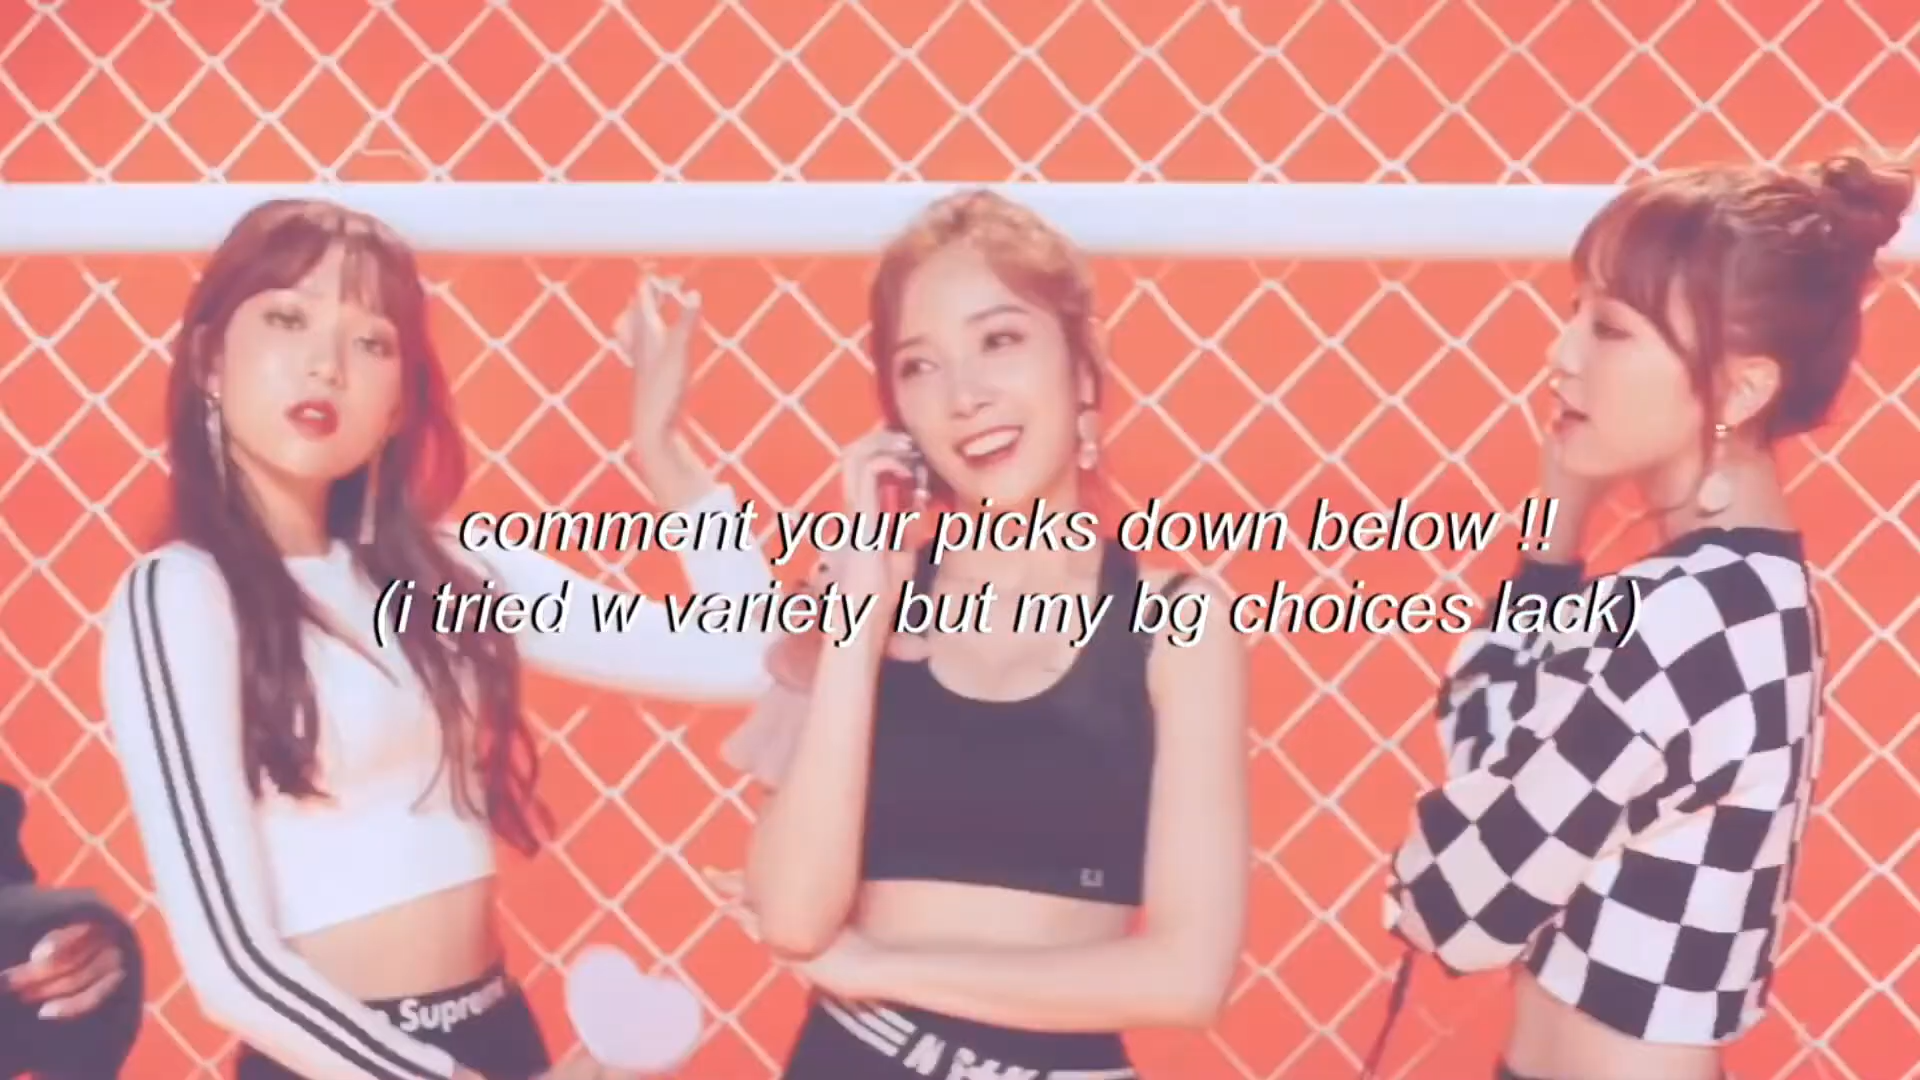 comment your picks down below !!
(i tried w variety but my bg choices lack)